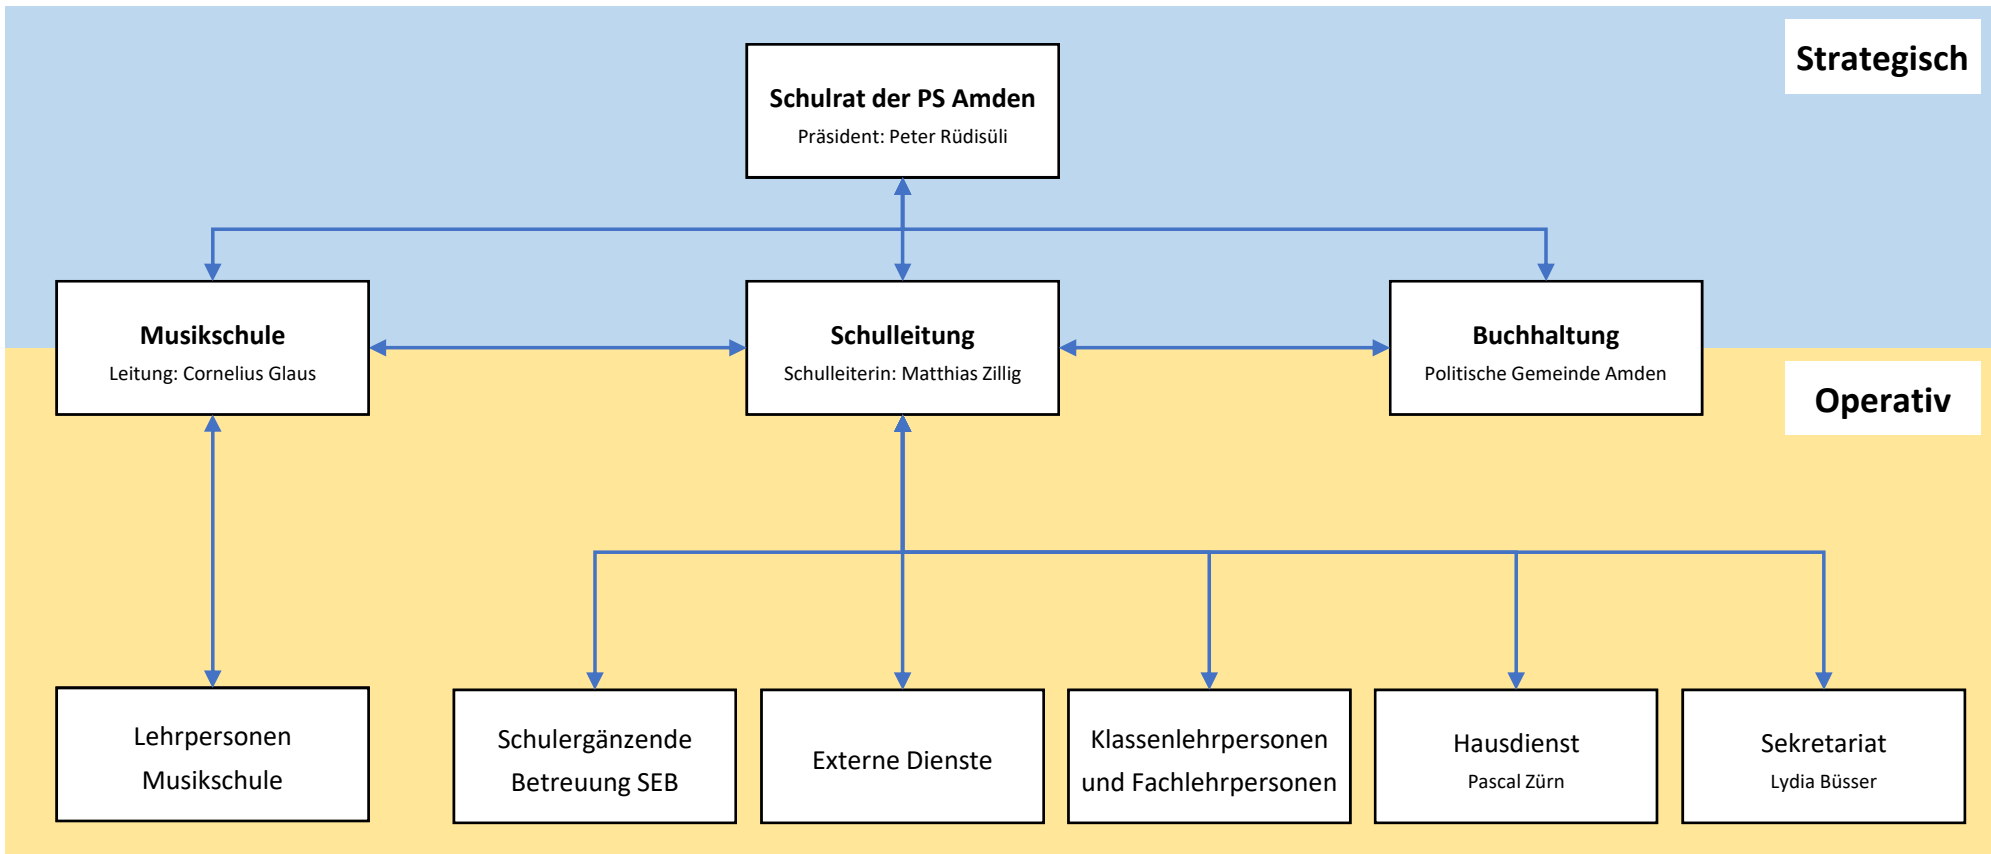 Strategisch
Schulrat der PS Amden
Präsident: Peter Rüdisüli
Musikschule
Leitung: Cornelius Glaus
Schulleitung
Schulleiterin: Matthias Zillig
Buchhaltung
Politische Gemeinde Amden
Operativ
Lehrpersonen
Musikschule
Schulergänzende
Betreuung SEB
Externe Dienste
Klassenlehrpersonen
und Fachlehrpersonen
Hausdienst
Pascal Zürn
Sekretariat
Lydia Büsser